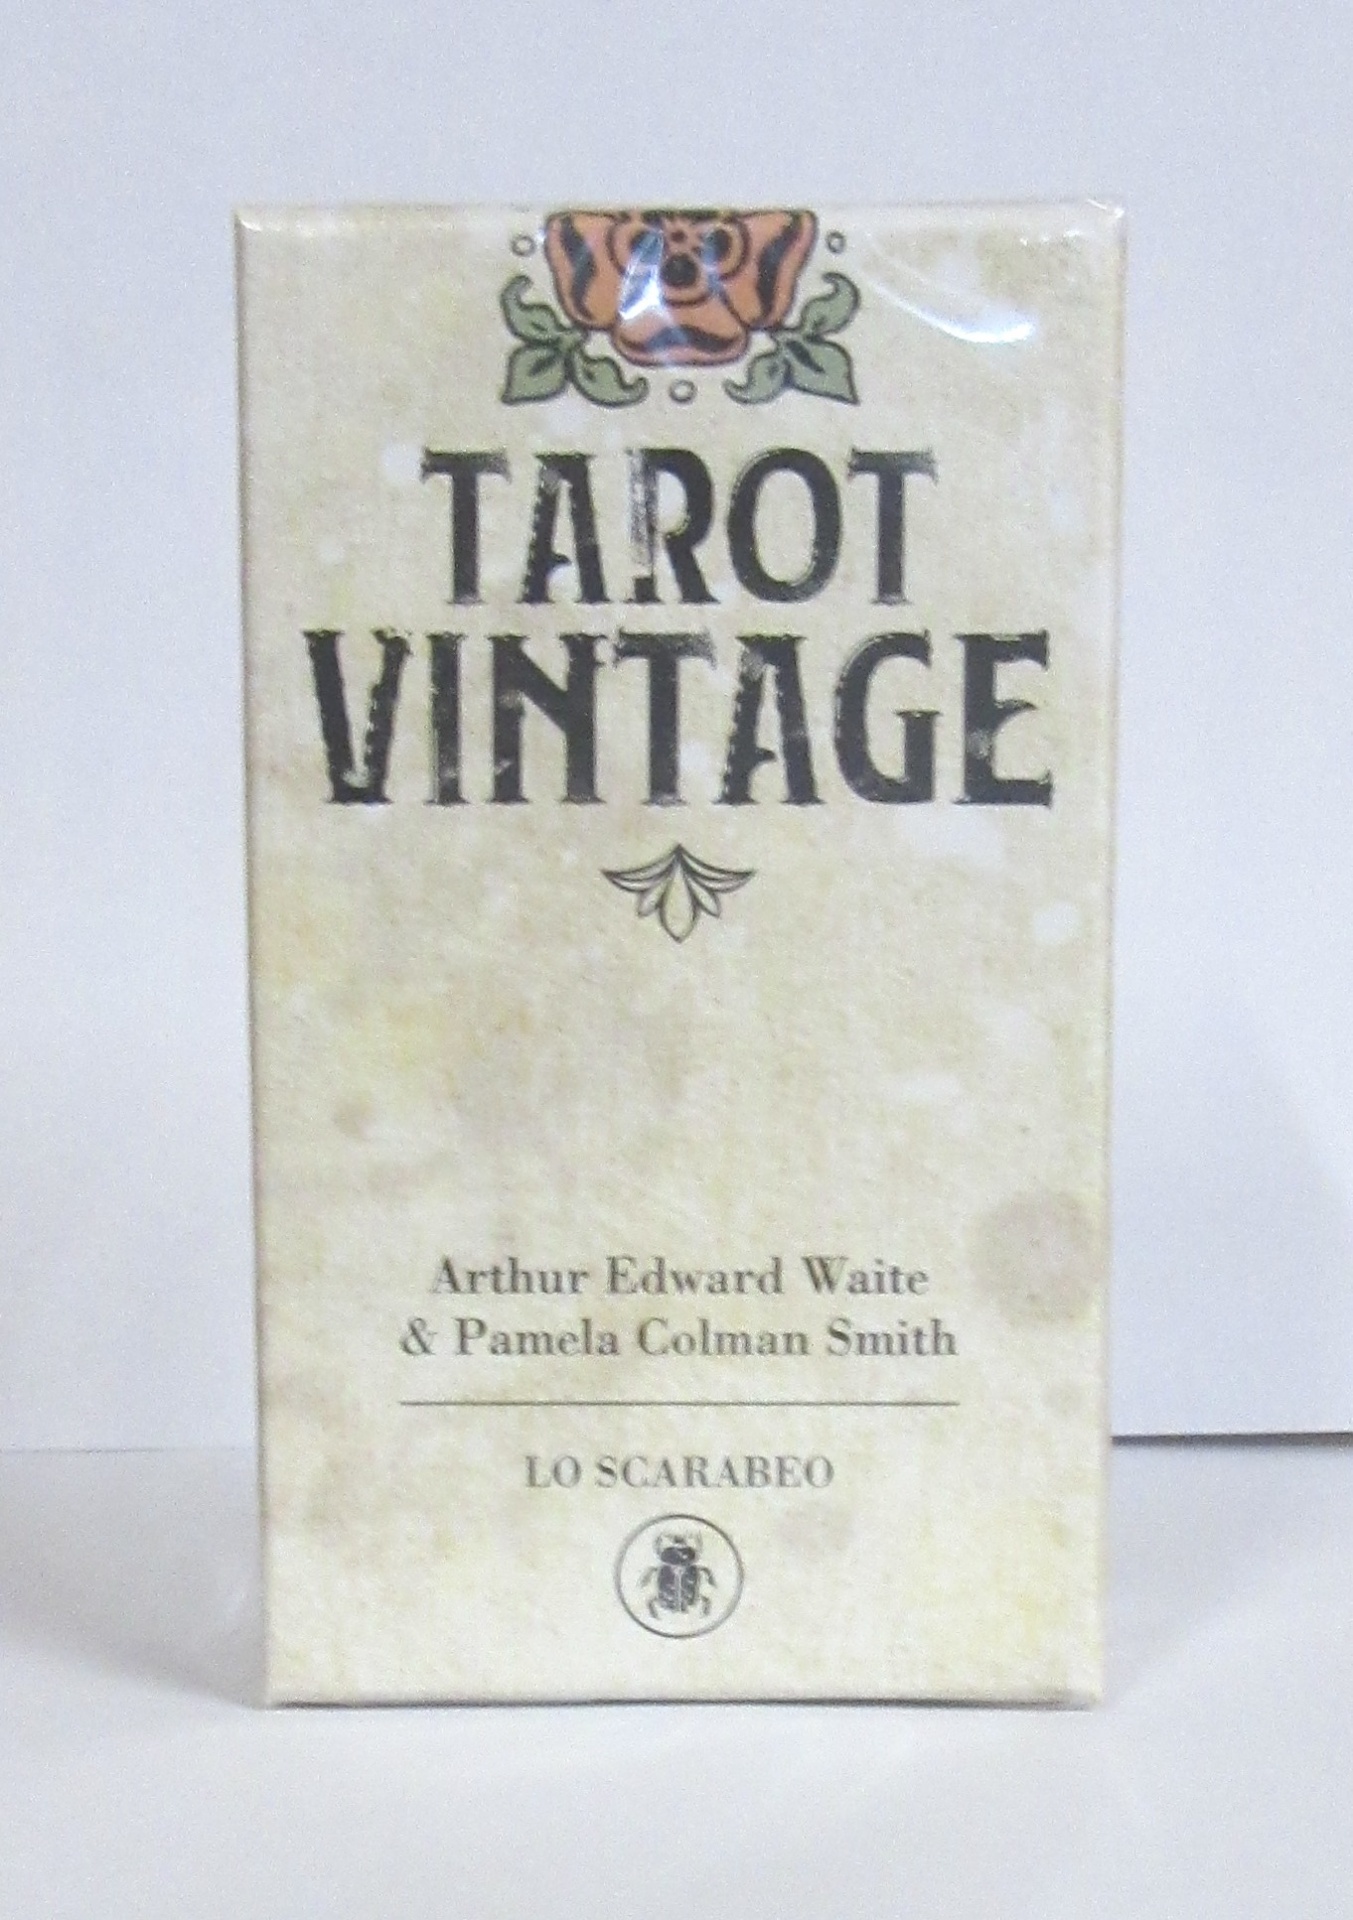 TAROT
VINTAGE
Arthur Edward Waite
& Pamela Colman Smith
LO SCARABEO